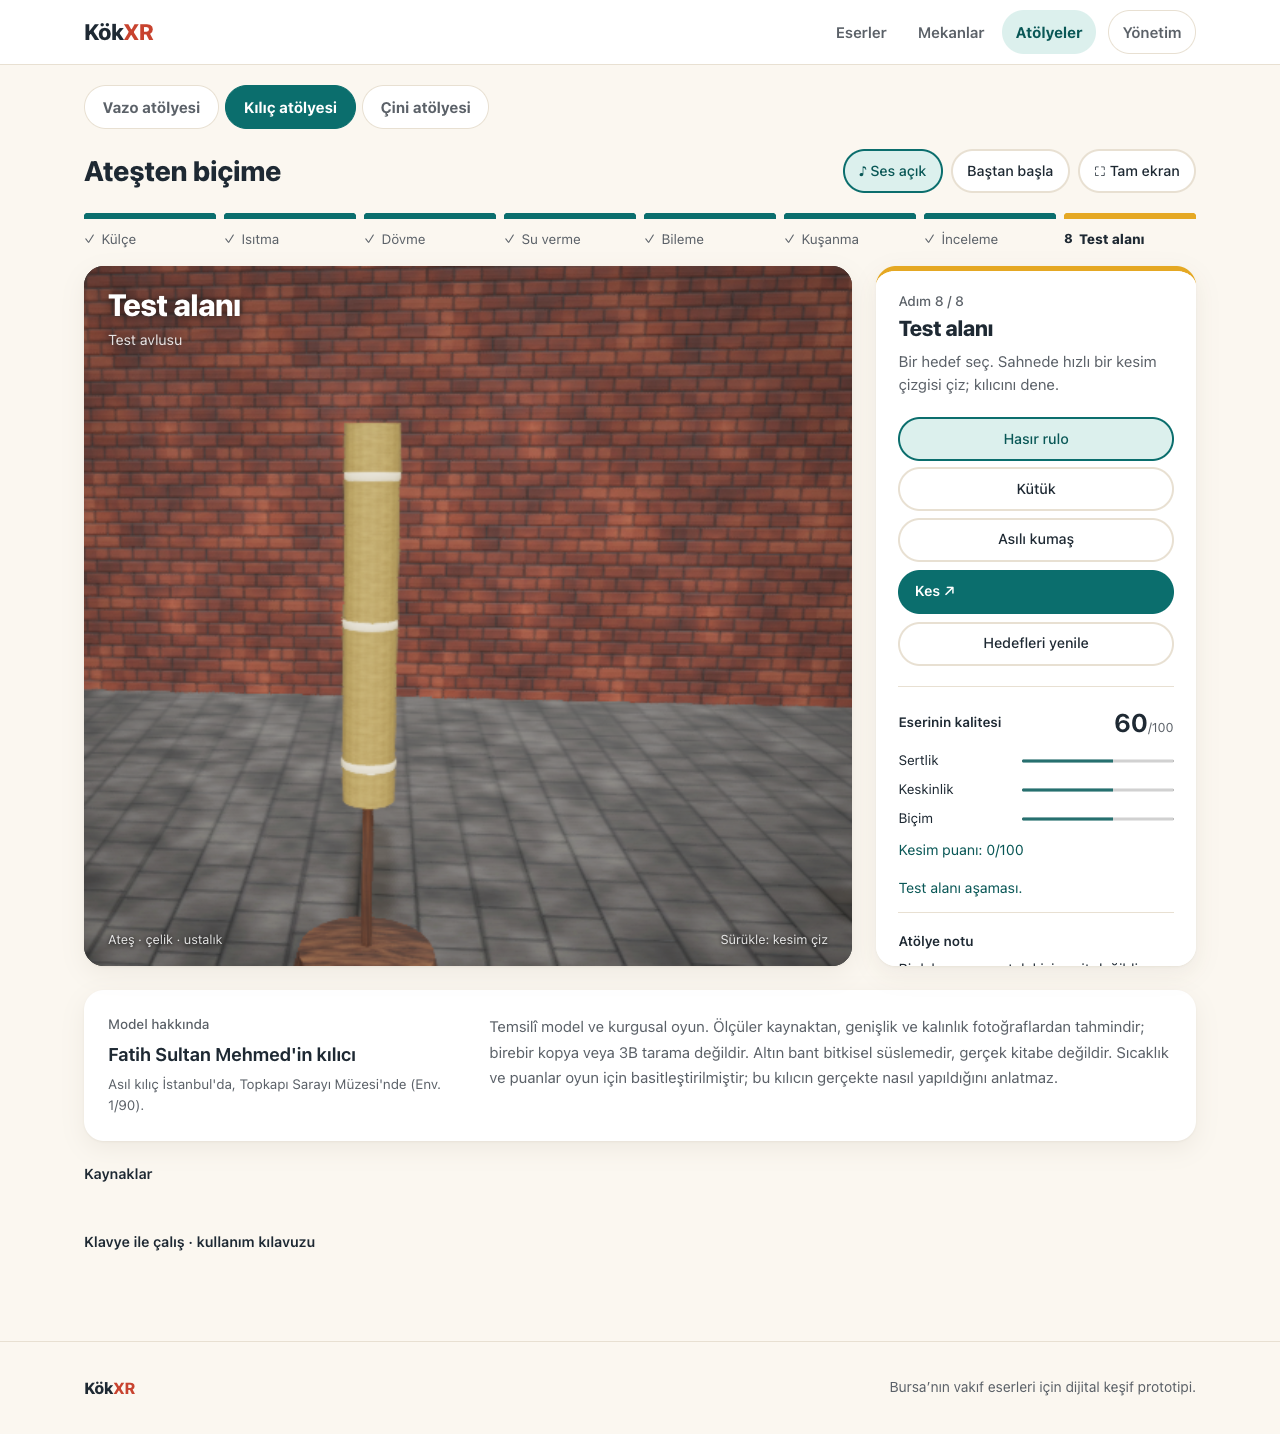 KökXR
Eserler
Mekanlar
Atölyeler
Yönetim
Vazo atölyesi
Kılıç atölyesi
Çini atölyesi
Ateşten biçime
♪ Ses açık
Baştan başla
⛶ Tam ekran
✓ Külçe
✓ Isıtma
✓ Dövme
✓ Su verme
✓ Bileme
✓ Kuşanma
✓ İnceleme
8 Test alanı
Test alanı
Test avlusu
Ateş · çelik · ustalık
Sürükle: kesim çiz
Adım 8 / 8
Test alanı
Bir hedef seç. Sahnede hızlı bir kesim
çizgisi çiz; kılıcını dene.
Hasır rulo
Kütük
Asılı kumaş
Kes ↗
Hedefleri yenile
Eserinin kalitesi
60/100
Sertlik
Keskinlik
Biçim
Kesim puanı: 0/100
Test alanı aşaması.
Atölye notu
Model hakkında
Fatih Sultan Mehmed'in kılıcı
Asıl kılıç İstanbul'da, Topkapı Sarayı Müzesi'nde (Env.
1/90).
Temsilî model ve kurgusal oyun. Ölçüler kaynaktan, genişlik ve kalınlık fotoğraflardan tahmindir;
birebir kopya veya 3B tarama değildir. Altın bant bitkisel süslemedir, gerçek kitabe değildir. Sıcaklık
ve puanlar oyun için basitleştirilmiştir; bu kılıcın gerçekte nasıl yapıldığını anlatmaz.
Kaynaklar
Klavye ile çalış · kullanım kılavuzu
KökXR
Bursa’nın vakıf eserleri için dijital keşif prototipi.